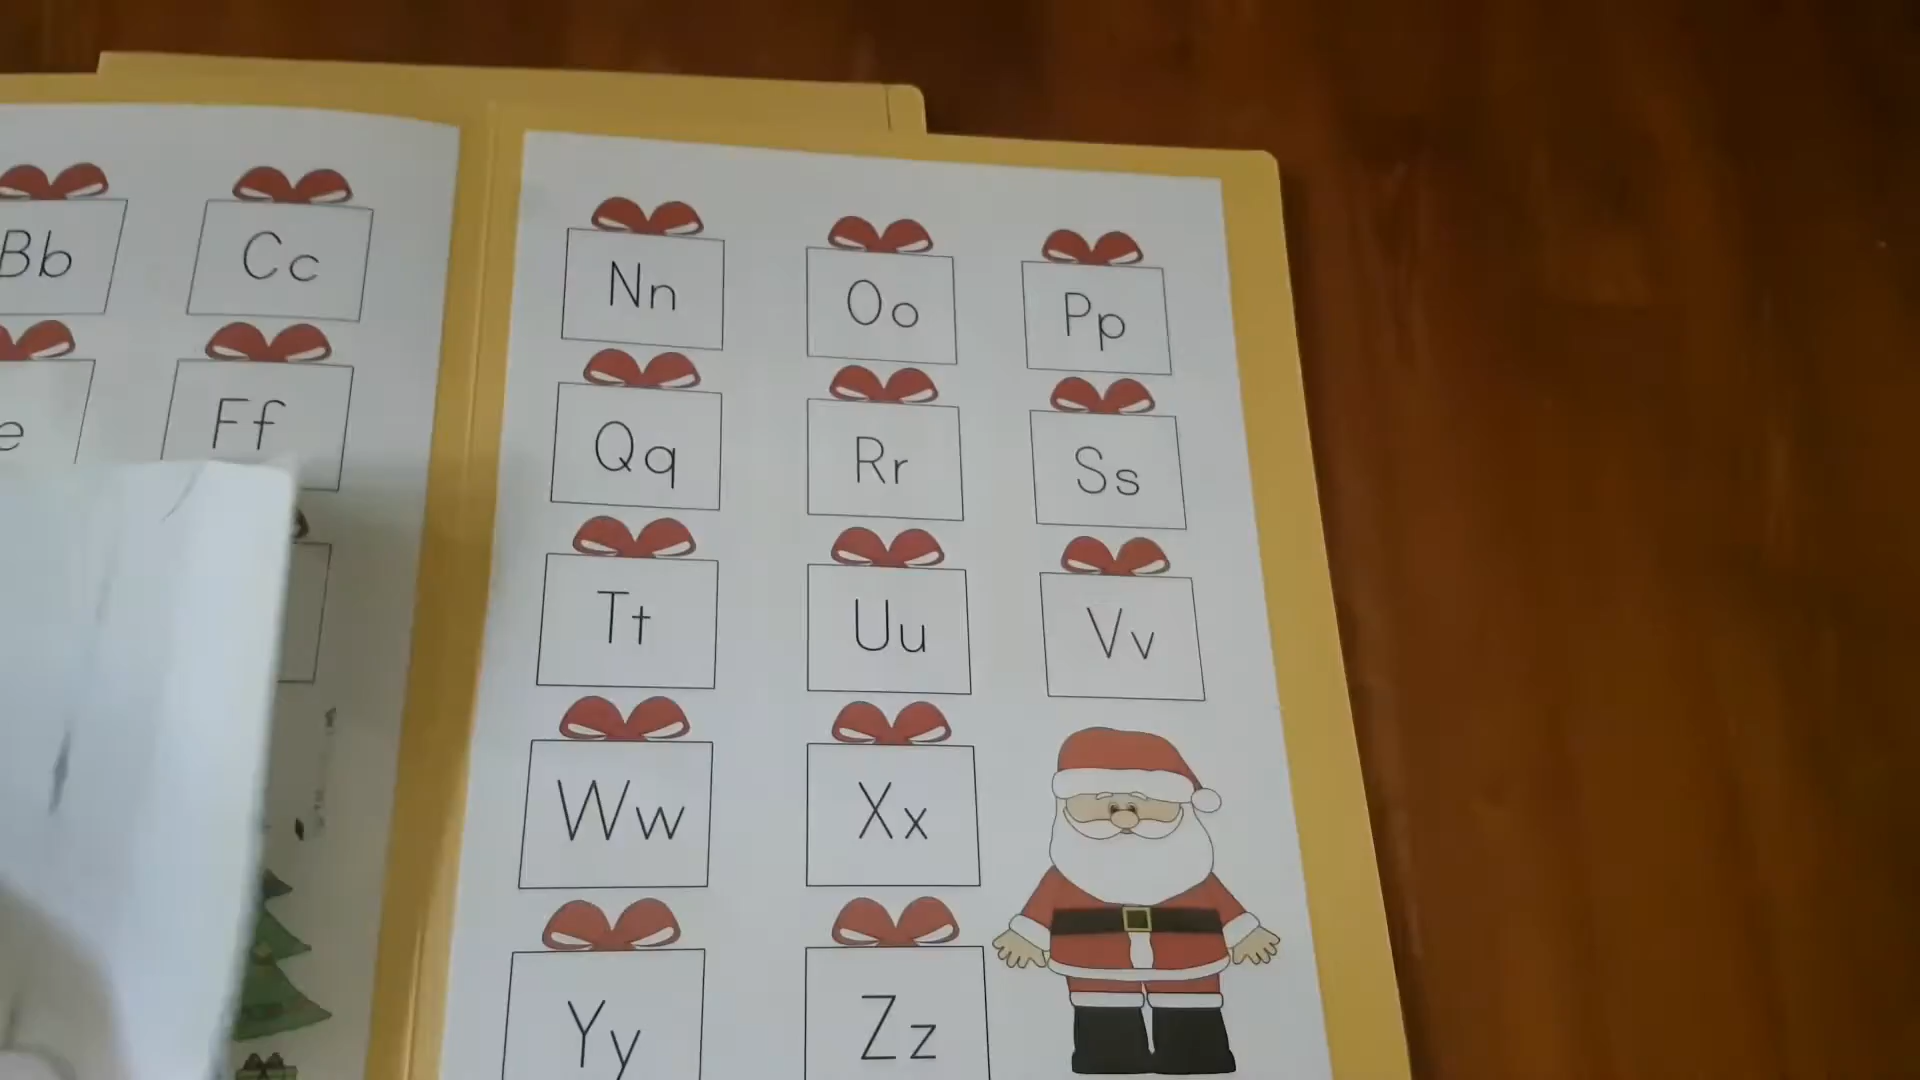 Bb Cc
e Ff
Nn Oo Pp
Qq Rr Ss
Tt Uu Vv
Ww Xx
Yy Zz